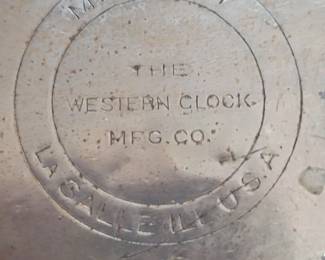 THE
WESTERN CLOCK
MFG. CO.
LA SALLE ILL. U.S.A.